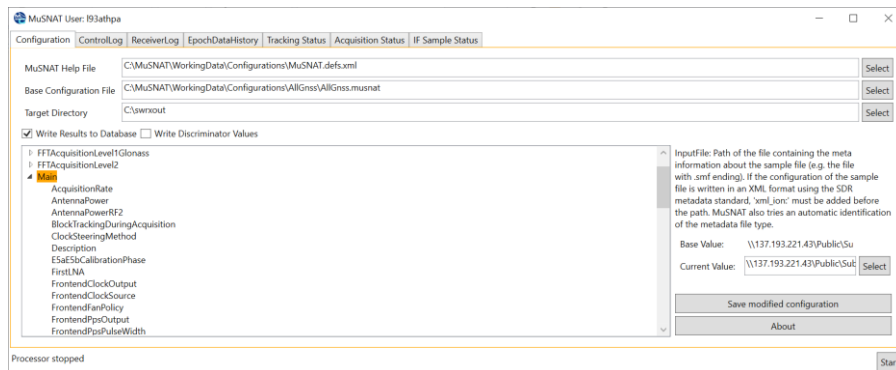 MuSNAT User: l93athpa
Configuration ControlLog ReceiverLog EpochDataHistory Tracking Status Acquisition Status IF Sample Status
MuSNAT Help File C:\MuSNAT\WorkingData\Configurations\MuSNAT.defs.xml Select
Base Configuration File C:\MuSNAT\WorkingData\Configurations\AllGnss\AllGnss.musnat Select
Target Directory C:\swrxout Select
Write Results to Database Write Discriminator Values
FFTAcquisitionLevel1Glonass
FFTAcquisitionLevel2
Main
AcquisitionRate
AntennaPower
AntennaPowerRF2
BlockTrackingDuringAcquisition
ClockSteeringMethod
Description
E5aE5bCalibrationPhase
FirstLNA
FrontendClockOutput
FrontendClockSource
FrontendFanPolicy
FrontendPpsOutput
FrontendPpsPulseWidth
InputFile: Path of the file containing the meta
information about the sample file (e.g. the file
with .smf ending). If the configuration of the sample
file is written in an XML format using the SDR
metadata standard, 'xml_ion:' must be added before
the path. MuSNAT also tries an automatic identification
of the metadata file type.
Base Value: \\137.193.221.43\Public\Su
Current Value: \\137.193.221.43\Public\Sub Select
Save modified configuration
About
Processor stopped
Star